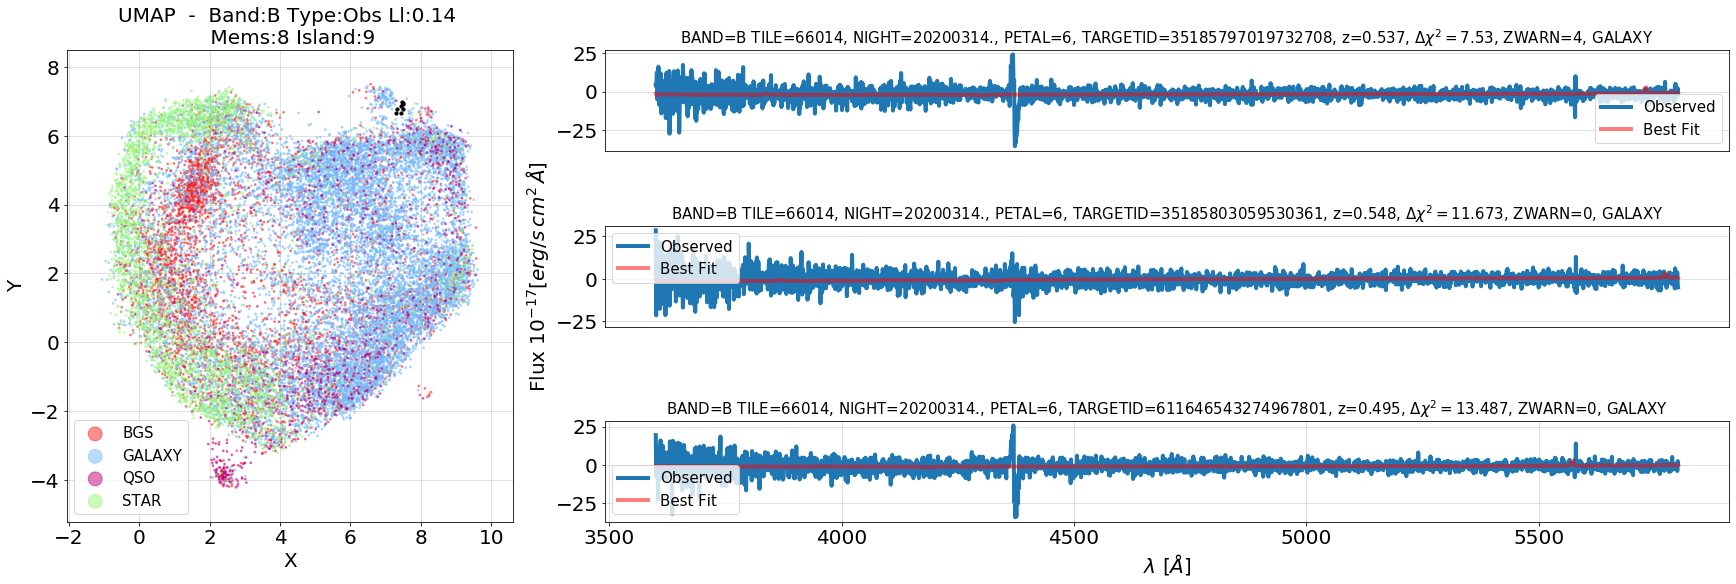 UMAP - Band:B Type:Obs Ll:0.14
Mems:8 Island:9
8
6
4
2
0
−2
−4
Y
−2
0
2
4
6
8
10
X
BGS
GALAXY
QSO
STAR
Flux 10⁻¹⁷[erg/s cm² Å]
BAND=B TILE=66014, NIGHT=20200314., PETAL=6, TARGETID=35185797019732708, z=0.537, Δχ² = 7.53, ZWARN=4, GALAXY
25
0
−25
Observed
Best Fit
BAND=B TILE=66014, NIGHT=20200314., PETAL=6, TARGETID=35185803059530361, z=0.548, Δχ² = 11.673, ZWARN=0, GALAXY
25
0
−25
Observed
Best Fit
BAND=B TILE=66014, NIGHT=20200314., PETAL=6, TARGETID=611646543274967801, z=0.495, Δχ² = 13.487, ZWARN=0, GALAXY
25
0
−25
Observed
Best Fit
3500
4000
4500
5000
5500
λ [Å]